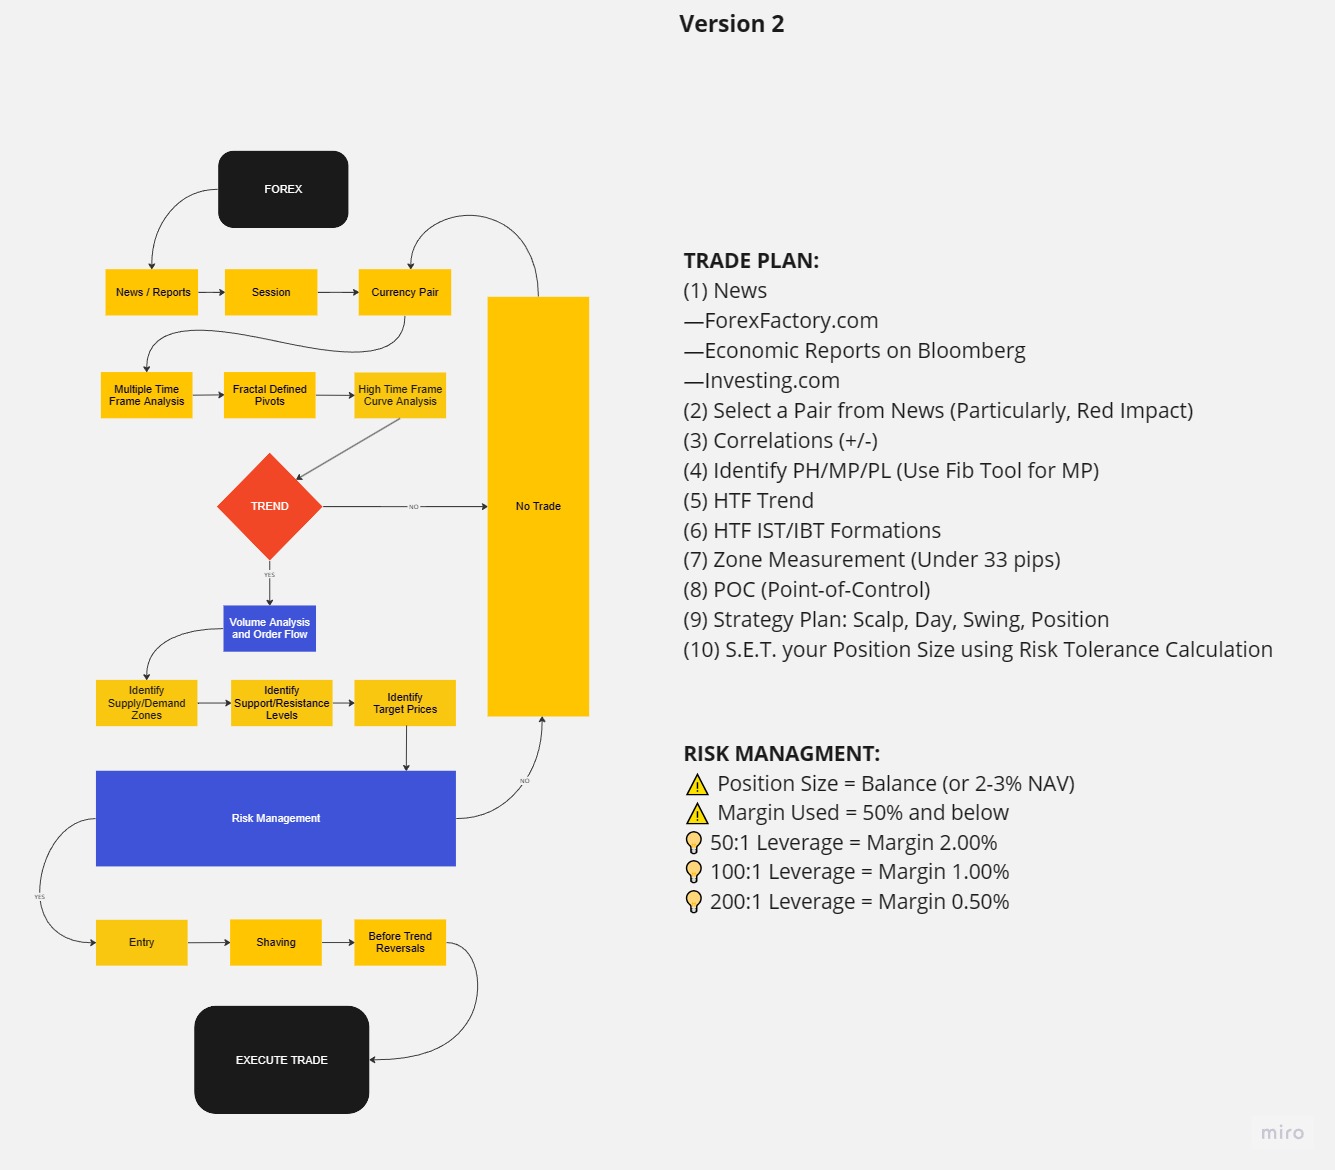 Version 2
FOREX
News / Reports
Session
Currency Pair
Multiple Time
Frame Analysis
Fractal Defined
Pivots
High Time Frame
Curve Analysis
TREND
NO
No Trade
YES
Volume Analysis
and Order Flow
Identify
Supply/Demand
Zones
Identify
Support/Resistance
Levels
Identify
Target Prices
Risk Management
NO
YES
Entry
Shaving
Before Trend
Reversals
EXECUTE TRADE
TRADE PLAN:
(1) News
—ForexFactory.com
—Economic Reports on Bloomberg
—Investing.com
(2) Select a Pair from News (Particularly, Red Impact)
(3) Correlations (+/-)
(4) Identify PH/MP/PL (Use Fib Tool for MP)
(5) HTF Trend
(6) HTF IST/IBT Formations
(7) Zone Measurement (Under 33 pips)
(8) POC (Point-of-Control)
(9) Strategy Plan: Scalp, Day, Swing, Position
(10) S.E.T. your Position Size using Risk Tolerance Calculation
RISK MANAGMENT:
⚠️ Position Size = Balance (or 2-3% NAV)
⚠️ Margin Used = 50% and below
💡 50:1 Leverage = Margin 2.00%
💡 100:1 Leverage = Margin 1.00%
💡 200:1 Leverage = Margin 0.50%
miro